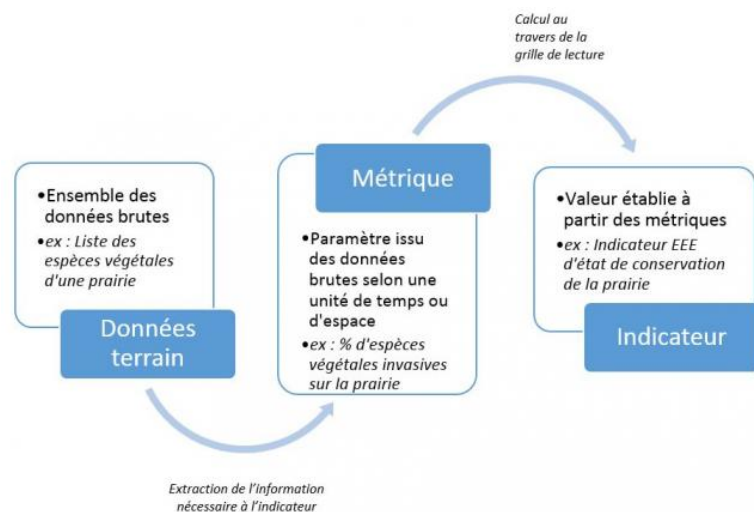 •Ensemble des
données brutes
•ex : Liste des
espèces végétales
d'une prairie
Données
terrain
Extraction de l'information
nécessaire à l'indicateur
Métrique
•Paramètre issu
des données
brutes selon une
unité de temps ou
d'espace
•ex : % d'espèces
végétales invasives
sur la prairie
Calcul au
travers de la
grille de lecture
•Valeur établie à
partir des métriques
•ex : Indicateur EEE
d'état de conservation
de la prairie
Indicateur